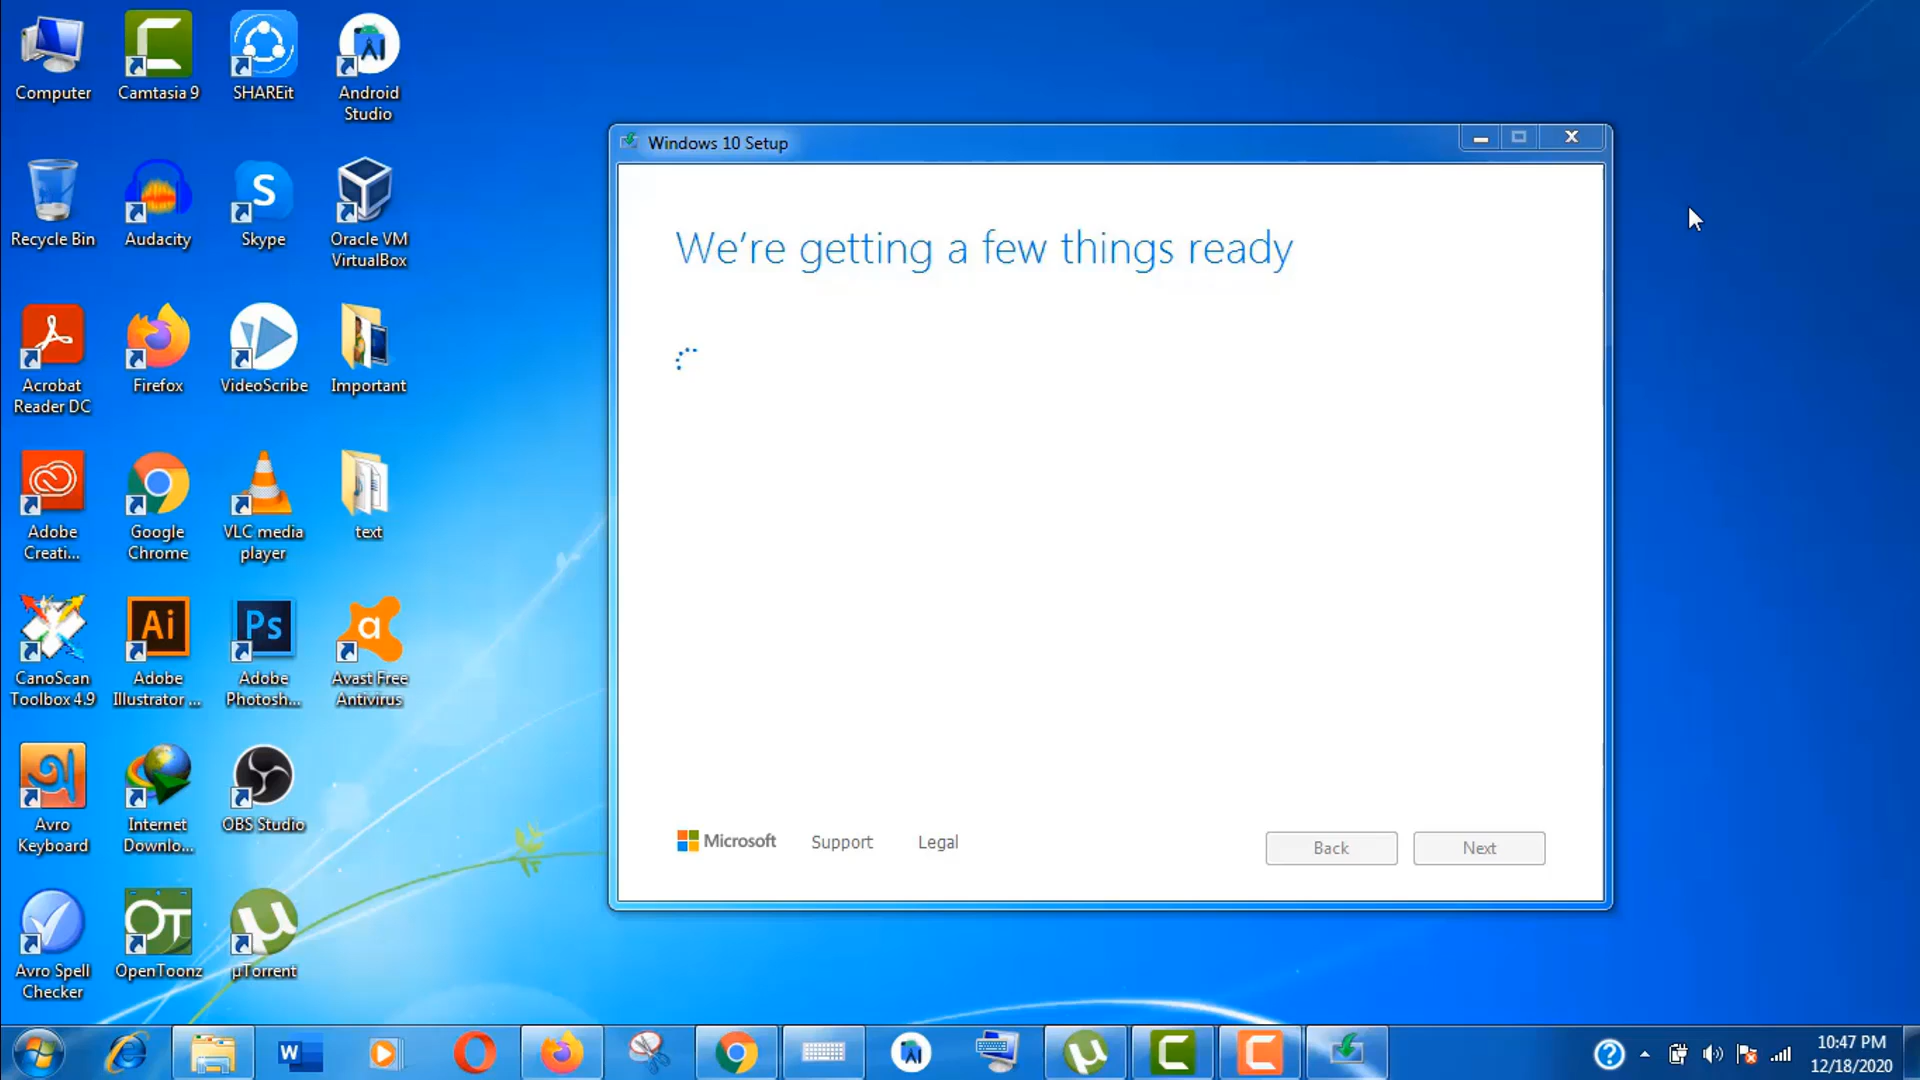 Computer
Camtasia 9
SHAREit
Android
Studio
Recycle Bin
Audacity
Skype
Oracle VM
VirtualBox
Acrobat
Reader DC
Firefox
VideoScribe
Important
Adobe
Creati...
Google
Chrome
VLC media
player
text
CanoScan
Toolbox 4.9
Ai
Adobe
Illustrator ...
Ps
Adobe
Photosh...
a
Avast Free
Antivirus
Avro
Keyboard
Internet
Downlo...
OBS Studio
Avro Spell
Checker
OT
OpenToonz
µ
µTorrent
Windows 10 Setup
We're getting a few things ready
Microsoft
Support
Legal
Back
Next
W
10:47 PM
12/18/2020